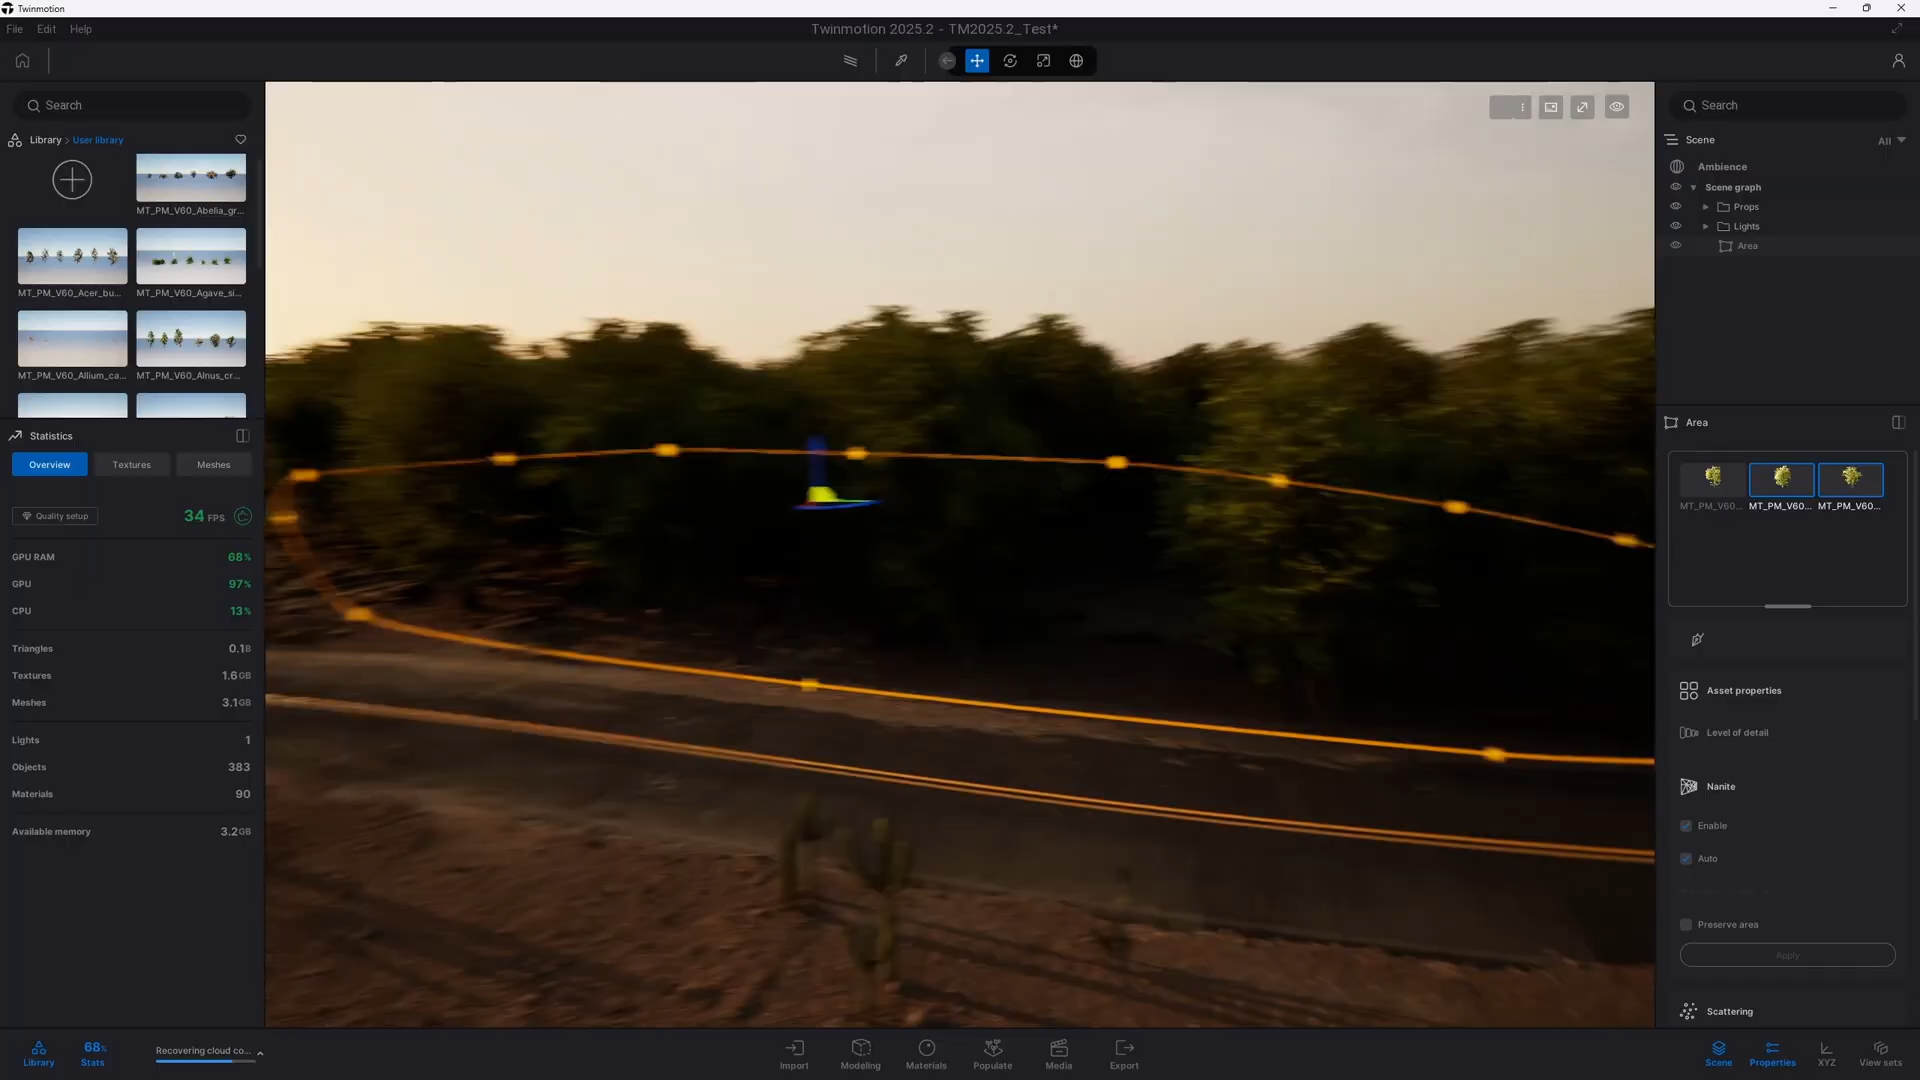 Twinmotion
File Edit Help
Twinmotion 2025.2 - TM2025.2_Test*
Search
Library > User library
MT_PM_V60_Abelia_gr...
MT_PM_V60_Acer_bu...
MT_PM_V60_Agave_si...
MT_PM_V60_Allium_ca...
MT_PM_V60_Alnus_cr...
Statistics
Overview Textures Meshes
Quality setup 34 FPS
GPU RAM 68%
GPU 97%
CPU 13%
Triangles 0.1B
Textures 1.6GB
Meshes 3.1GB
Lights 1
Objects 383
Materials 90
Available memory 3.2GB
Search
Scene All
Ambience
Scene graph
Props
Lights
Area
Area
MT_PM_V60... MT_PM_V60... MT_PM_V60...
Asset properties
Level of detail
Nanite
Enable
Auto
Preserve area
Apply
Scattering
Library
68%
Stats
Recovering cloud co...
Import
Modeling
Materials
Populate
Media
Export
Scene
Properties
XYZ
View sets